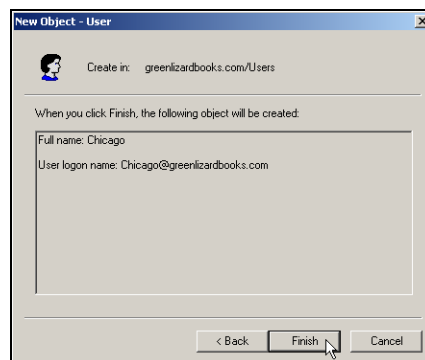 New Object - User
Create in: greenlizardbooks.com/Users
When you click Finish, the following object will be created:
Full name: Chicago
User logon name: Chicago@greenlizardbooks.com
< Back Finish Cancel